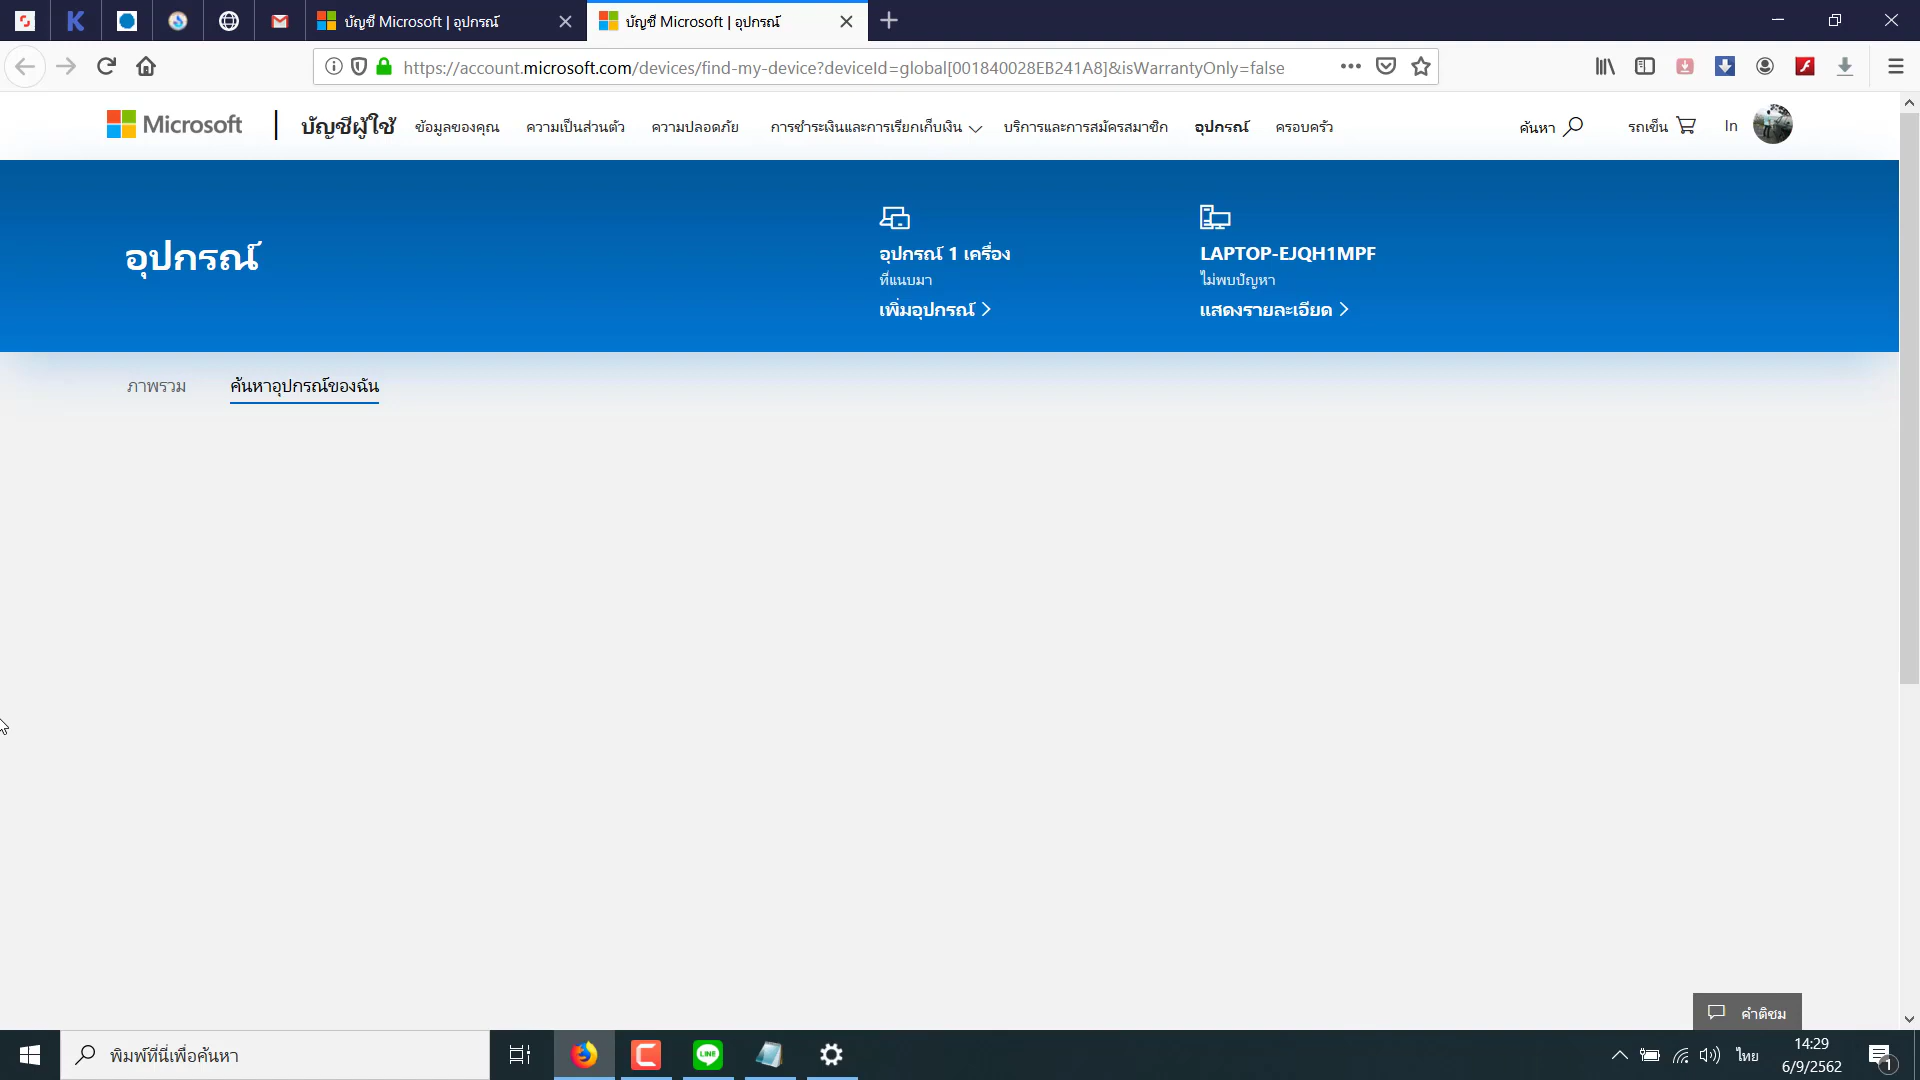 บัญชี Microsoft | อุปกรณ์
บัญชี Microsoft | อุปกรณ์
https://account.microsoft.com/devices/find-my-device?deviceId=global[001840028EB241A8]&isWarrantyOnly=false
Microsoft
บัญชีผู้ใช้
ข้อมูลของคุณ
ความเป็นส่วนตัว
ความปลอดภัย
การชำระเงินและการเรียกเก็บเงิน
บริการและการสมัครสมาชิก
อุปกรณ์
ครอบครัว
ค้นหา
รถเข็น
In
อุปกรณ์
อุปกรณ์ 1 เครื่อง
ที่แนบมา
เพิ่มอุปกรณ์
LAPTOP-EJQH1MPF
ไม่พบปัญหา
แสดงรายละเอียด
ภาพรวม
ค้นหาอุปกรณ์ของฉัน
คำติชม
พิมพ์ที่นี่เพื่อค้นหา
LINE
ไทย
14:29
6/9/2562
1